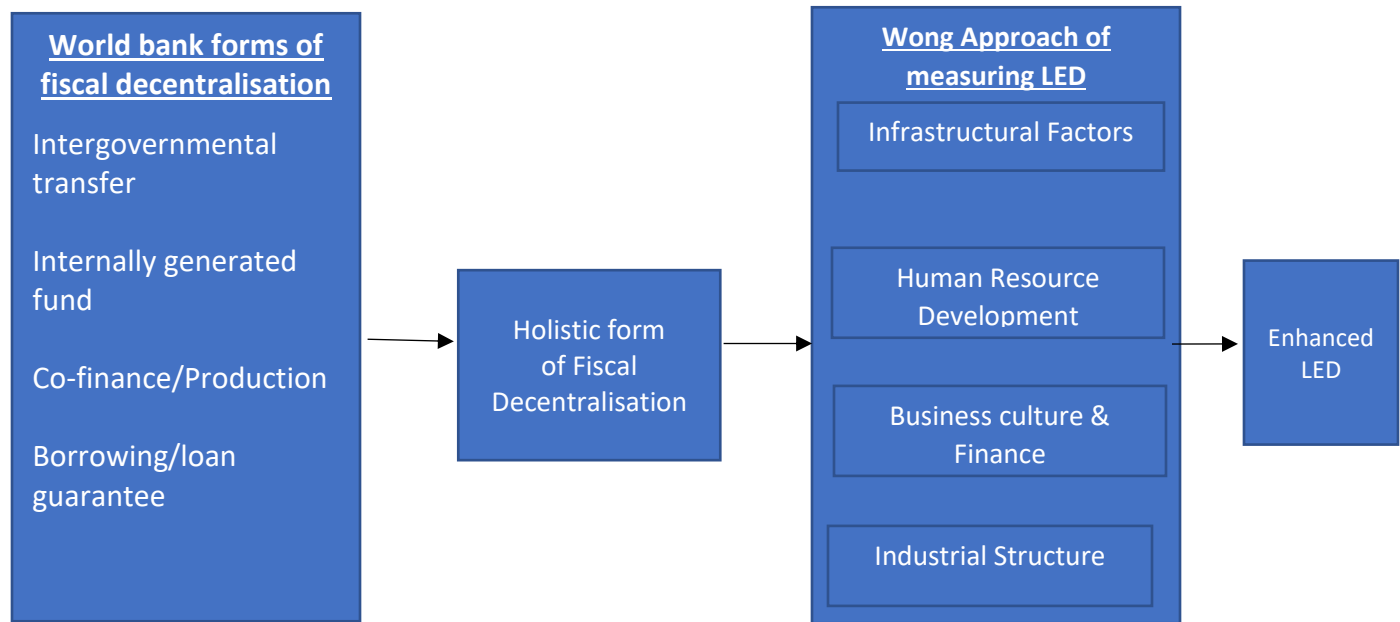 World bank forms of
fiscal decentralisation
Intergovernmental
transfer
Internally generated
fund
Co-finance/Production
Borrowing/loan
guarantee
Holistic form
of Fiscal
Decentralisation
Wong Approach of
measuring LED
Infrastructural Factors
Human Resource
Development
Business culture &
Finance
Industrial Structure
Enhanced
LED